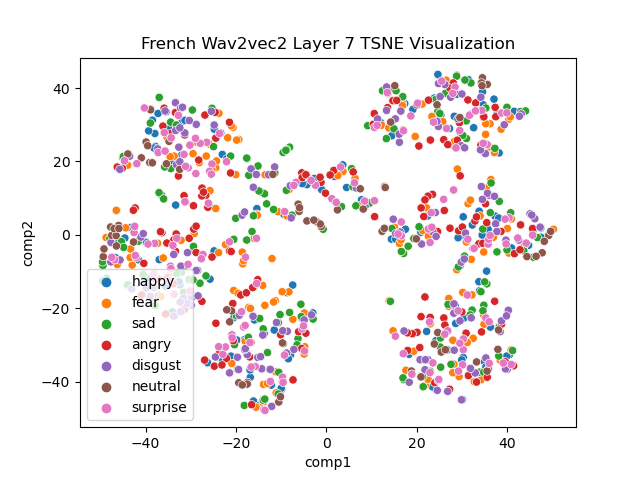 French Wav2vec2 Layer 7 TSNE Visualization
40
20
0
−20
−40
comp2
happy
fear
sad
angry
disgust
neutral
surprise
−40
−20
0
20
40
comp1